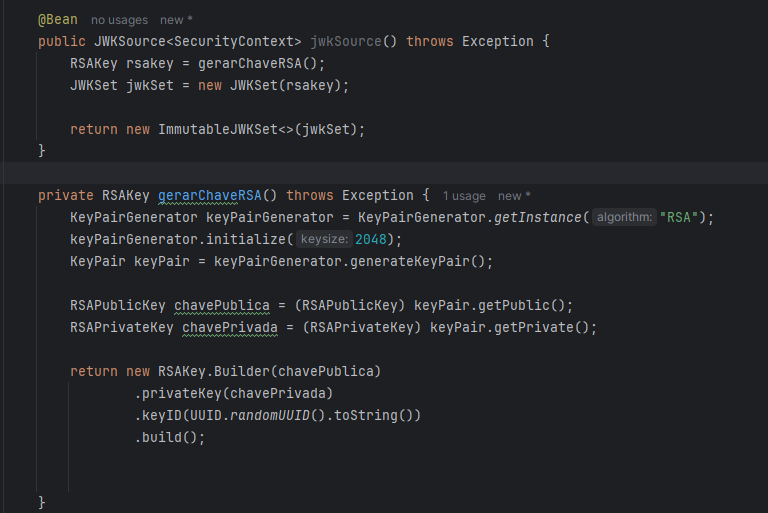 @Bean no usages new *
public JWKSource<SecurityContext> jwkSource() throws Exception {
RSAKey rsakey = gerarChaveRSA();
JWKSet jwkSet = new JWKSet(rsakey);
return new ImmutableJWKSet<>(jwkSet);
}
private RSAKey gerarChaveRSA() throws Exception { 1 usage new *
KeyPairGenerator keyPairGenerator = KeyPairGenerator.getInstance( algorithm: "RSA");
keyPairGenerator.initialize( keysize: 2048);
KeyPair keyPair = keyPairGenerator.generateKeyPair();
RSAPublicKey chavePublica = (RSAPublicKey) keyPair.getPublic();
RSAPrivateKey chavePrivada = (RSAPrivateKey) keyPair.getPrivate();
return new RSAKey.Builder(chavePublica)
.privateKey(chavePrivada)
.keyID(UUID.randomUUID().toString())
.build();
}